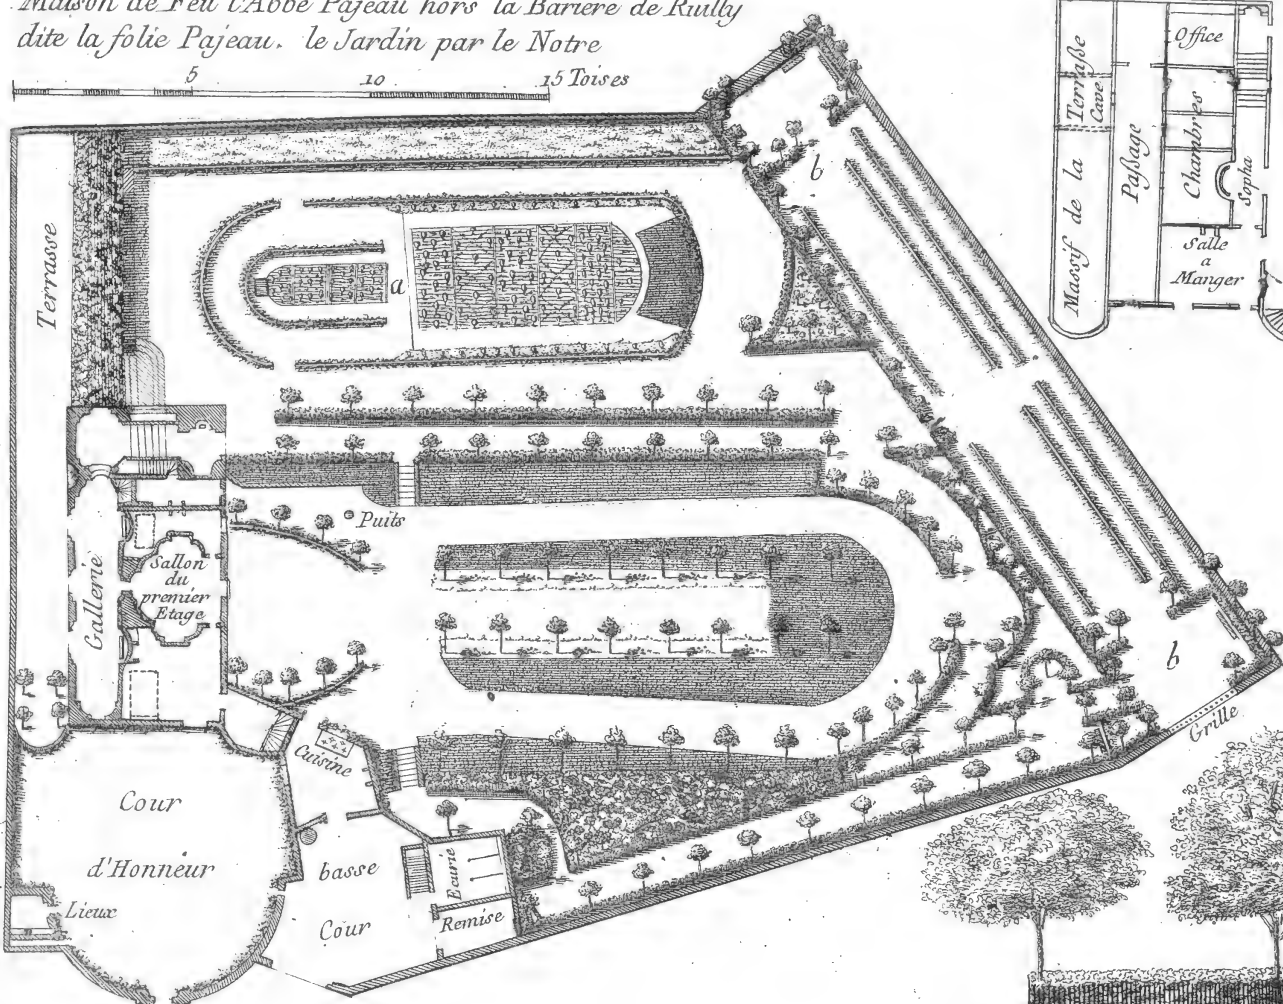 Maison de Feu l'Abbé Pajeau hors la Bariere de Ruilly
dite la folie Pajeau. le Jardin par le Notre
5 10 15 Toises
Terrasse
a
b
b
Puits
Gallerie
Sallon
du
premier
Etage
Cuisine
Cour
d'Honneur
Lieux
basse
Cour
Ecurie
Remise
Grille
Massif de la Terraße
Cave
Paßage
Office
Chambres
Sopha
Salle
a
Manger